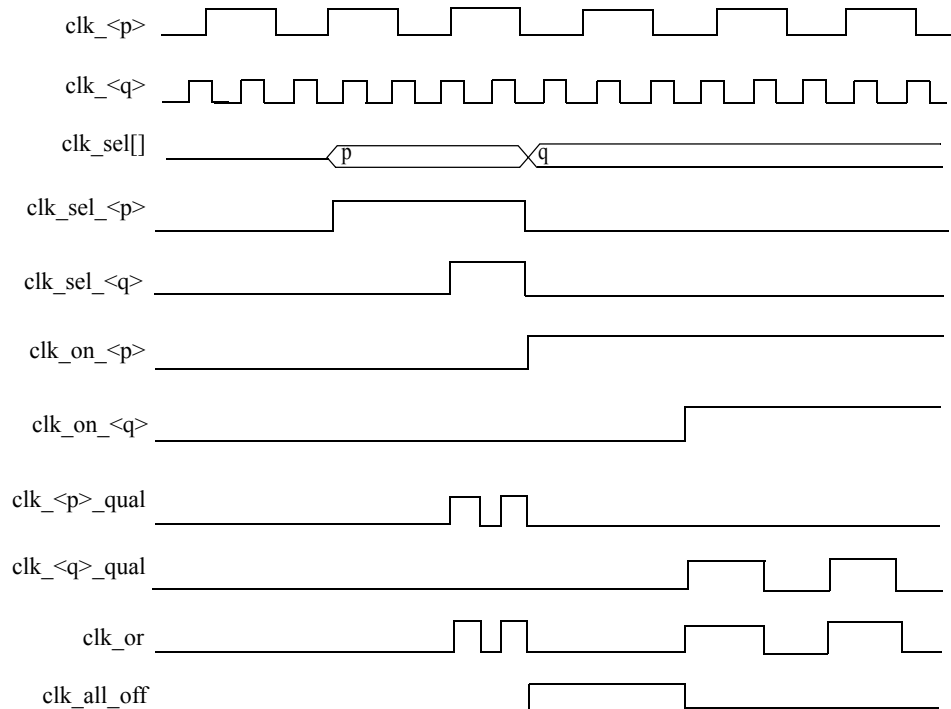 clk_<p>
clk_<q>
clk_sel[]
p
q
clk_sel_<p>
clk_sel_<q>
clk_on_<p>
clk_on_<q>
clk_<p>_qual
clk_<q>_qual
clk_or
clk_all_off